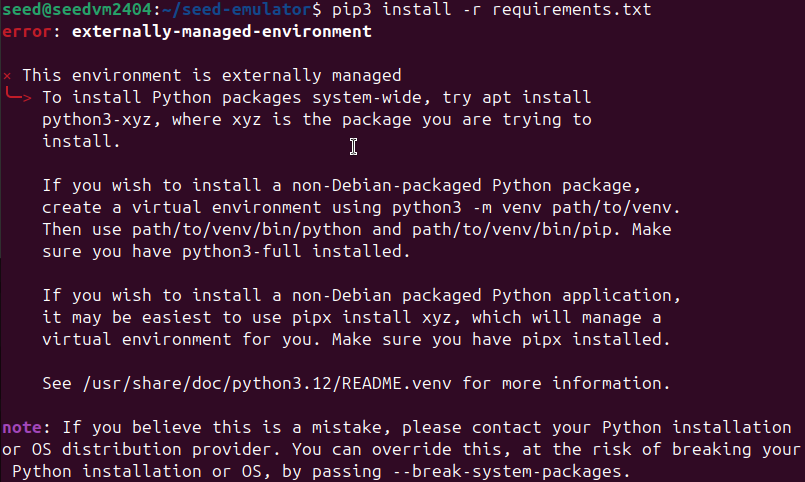 seed@seedvm2404:~/seed-emulator$ pip3 install -r requirements.txt
error: externally-managed-environment
× This environment is externally managed
╰─> To install Python packages system-wide, try apt install
python3-xyz, where xyz is the package you are trying to
install.
If you wish to install a non-Debian-packaged Python package,
create a virtual environment using python3 -m venv path/to/venv.
Then use path/to/venv/bin/python and path/to/venv/bin/pip. Make
sure you have python3-full installed.
If you wish to install a non-Debian packaged Python application,
it may be easiest to use pipx install xyz, which will manage a
virtual environment for you. Make sure you have pipx installed.
See /usr/share/doc/python3.12/README.venv for more information.
note: If you believe this is a mistake, please contact your Python installation
or OS distribution provider. You can override this, at the risk of breaking your
Python installation or OS, by passing --break-system-packages.